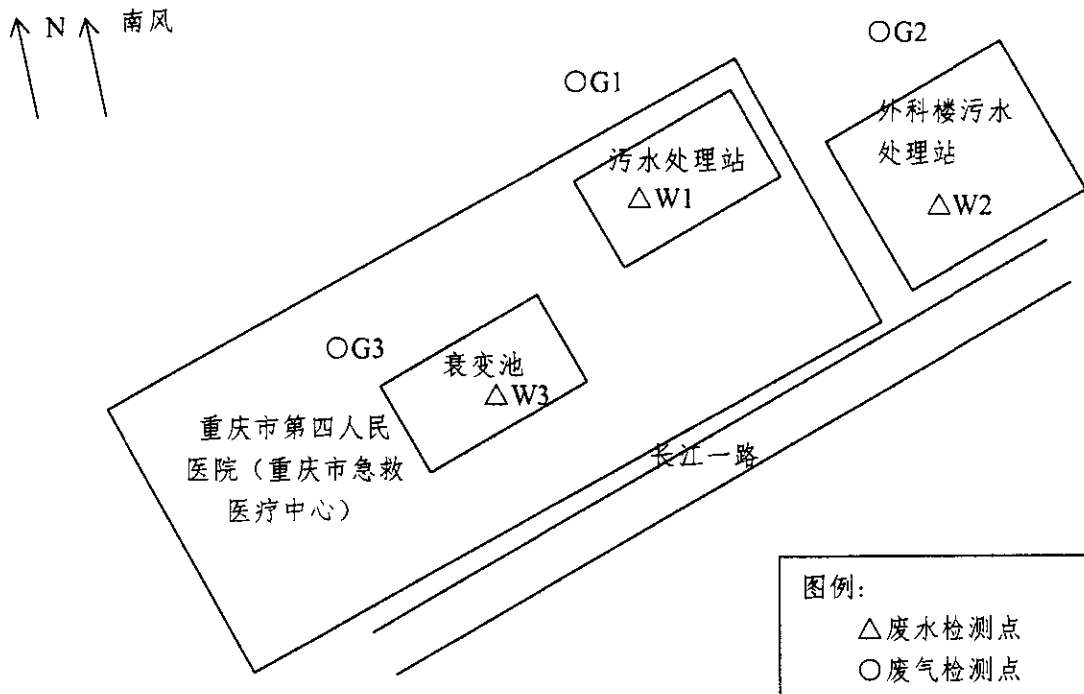 N 南风
○G1
○G2
污水处理站
△W1
外科楼污水
处理站
△W2
○G3
衰变池
△W3
重庆市第四人民
医院（重庆市急救
医疗中心）
长江一路
图例：
△废水检测点
○废气检测点